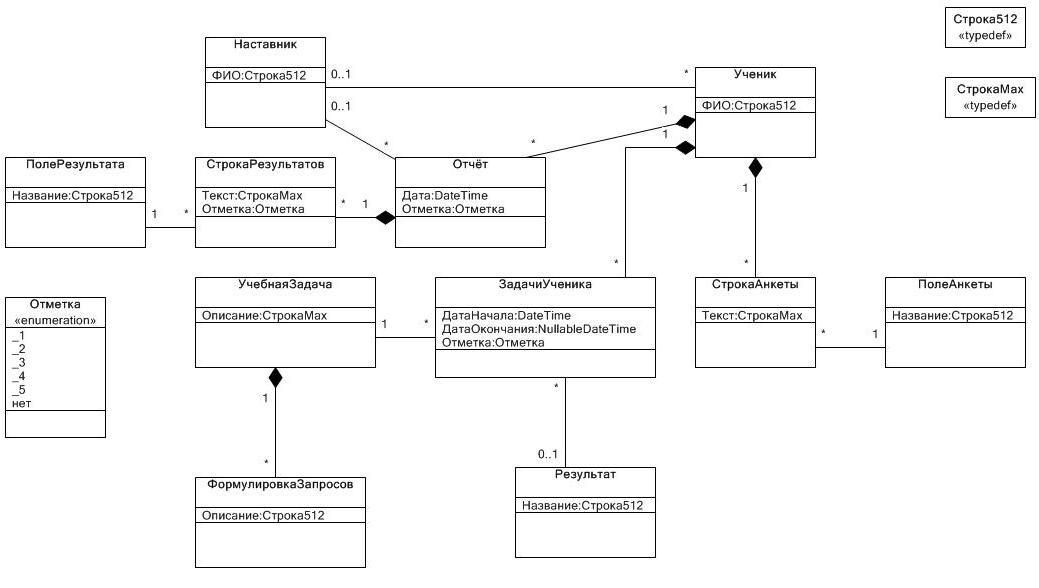 Строка512
«typedef»
СтрокаMax
«typedef»
Наставник
ФИО:Строка512
0..1
*
0..1
*
Ученик
ФИО:Строка512
1
*
1
*
1
*
ПолеРезультата
Название:Строка512
1
*
СтрокаРезультатов
Текст:СтрокаMax
Отметка:Отметка
*
1
Отчёт
Дата:DateTime
Отметка:Отметка
Отметка
«enumeration»
_1
_2
_3
_4
_5
нет
УчебнаяЗадача
Описание:СтрокаMax
1
*
1
*
ЗадачиУченика
ДатаНачала:DateTime
ДатаОкончания:NullableDateTime
Отметка:Отметка
*
0..1
СтрокаАнкеты
Текст:СтрокаMax
*
1
ПолеАнкеты
Название:Строка512
ФормулировкаЗапросов
Описание:Строка512
Результат
Название:Строка512